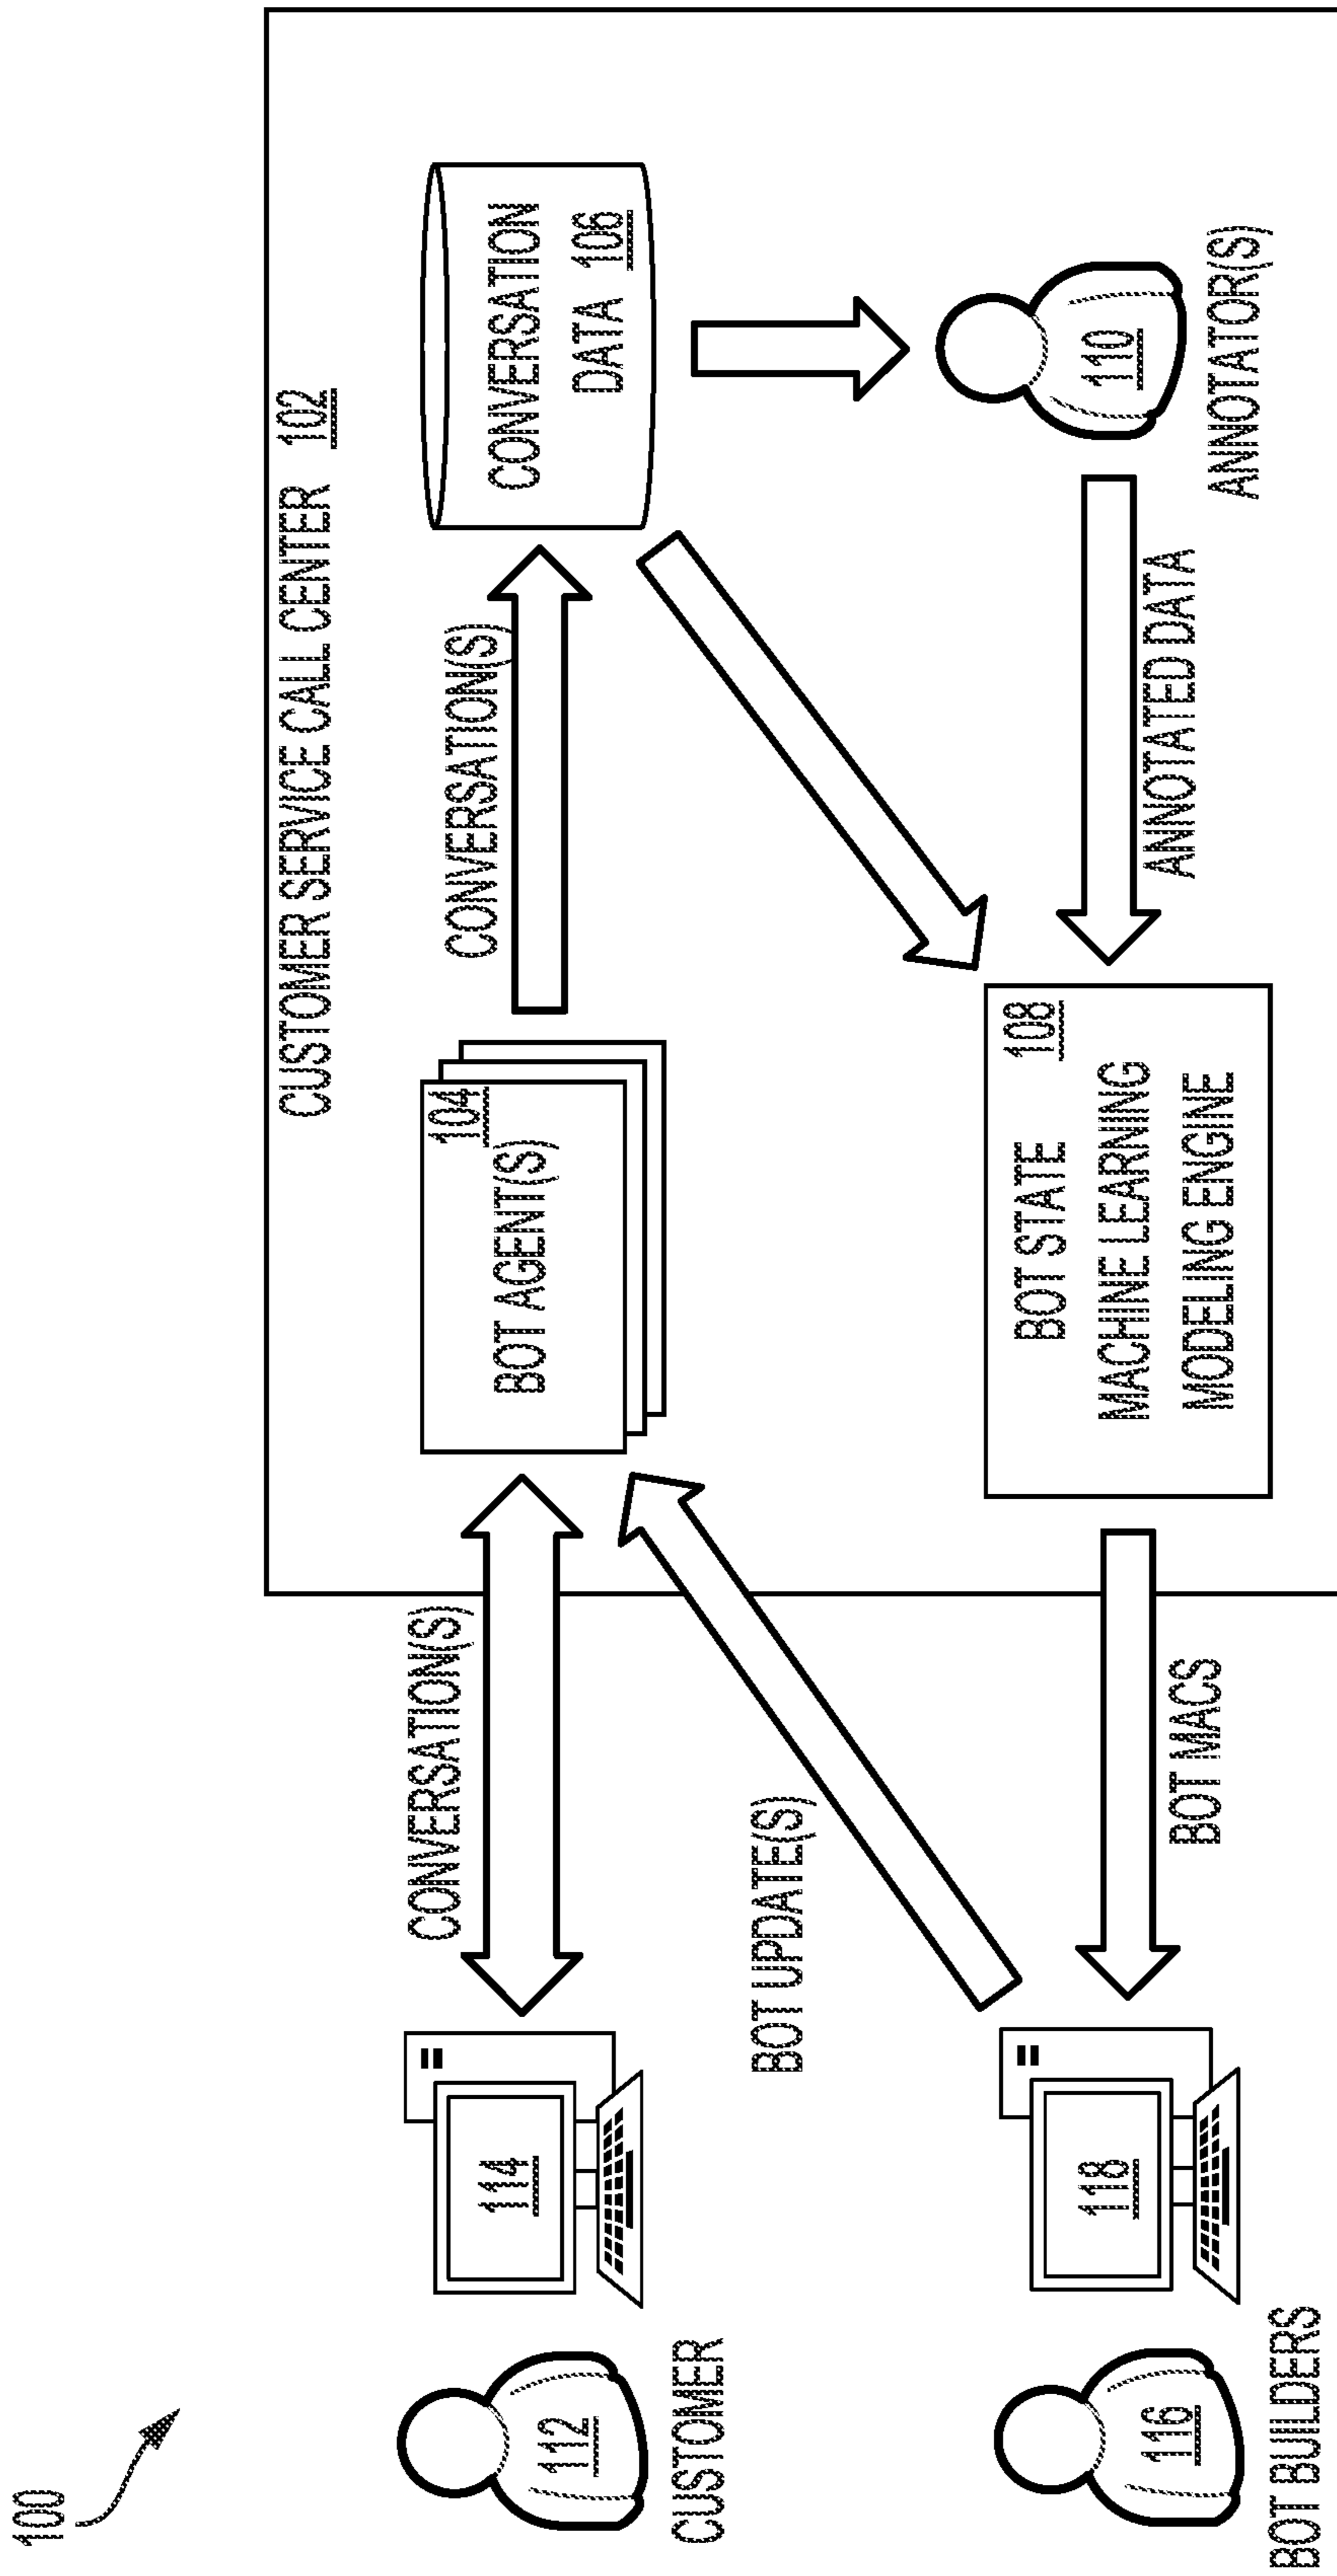 100
CUSTOMER SERVICE CALL CENTER 102
CONVERSATION(S)
104
BOT AGENT(S)
CONVERSATION(S)
CONVERSATION
DATA 106
114
112
CUSTOMER
BOT UPDATE(S)
110
ANNOTATOR(S)
ANNOTATED DATA
BOT STATE 108
MACHINE LEARNING
MODELING ENGINE
BOT MACS
118
116
BOT BUILDERS